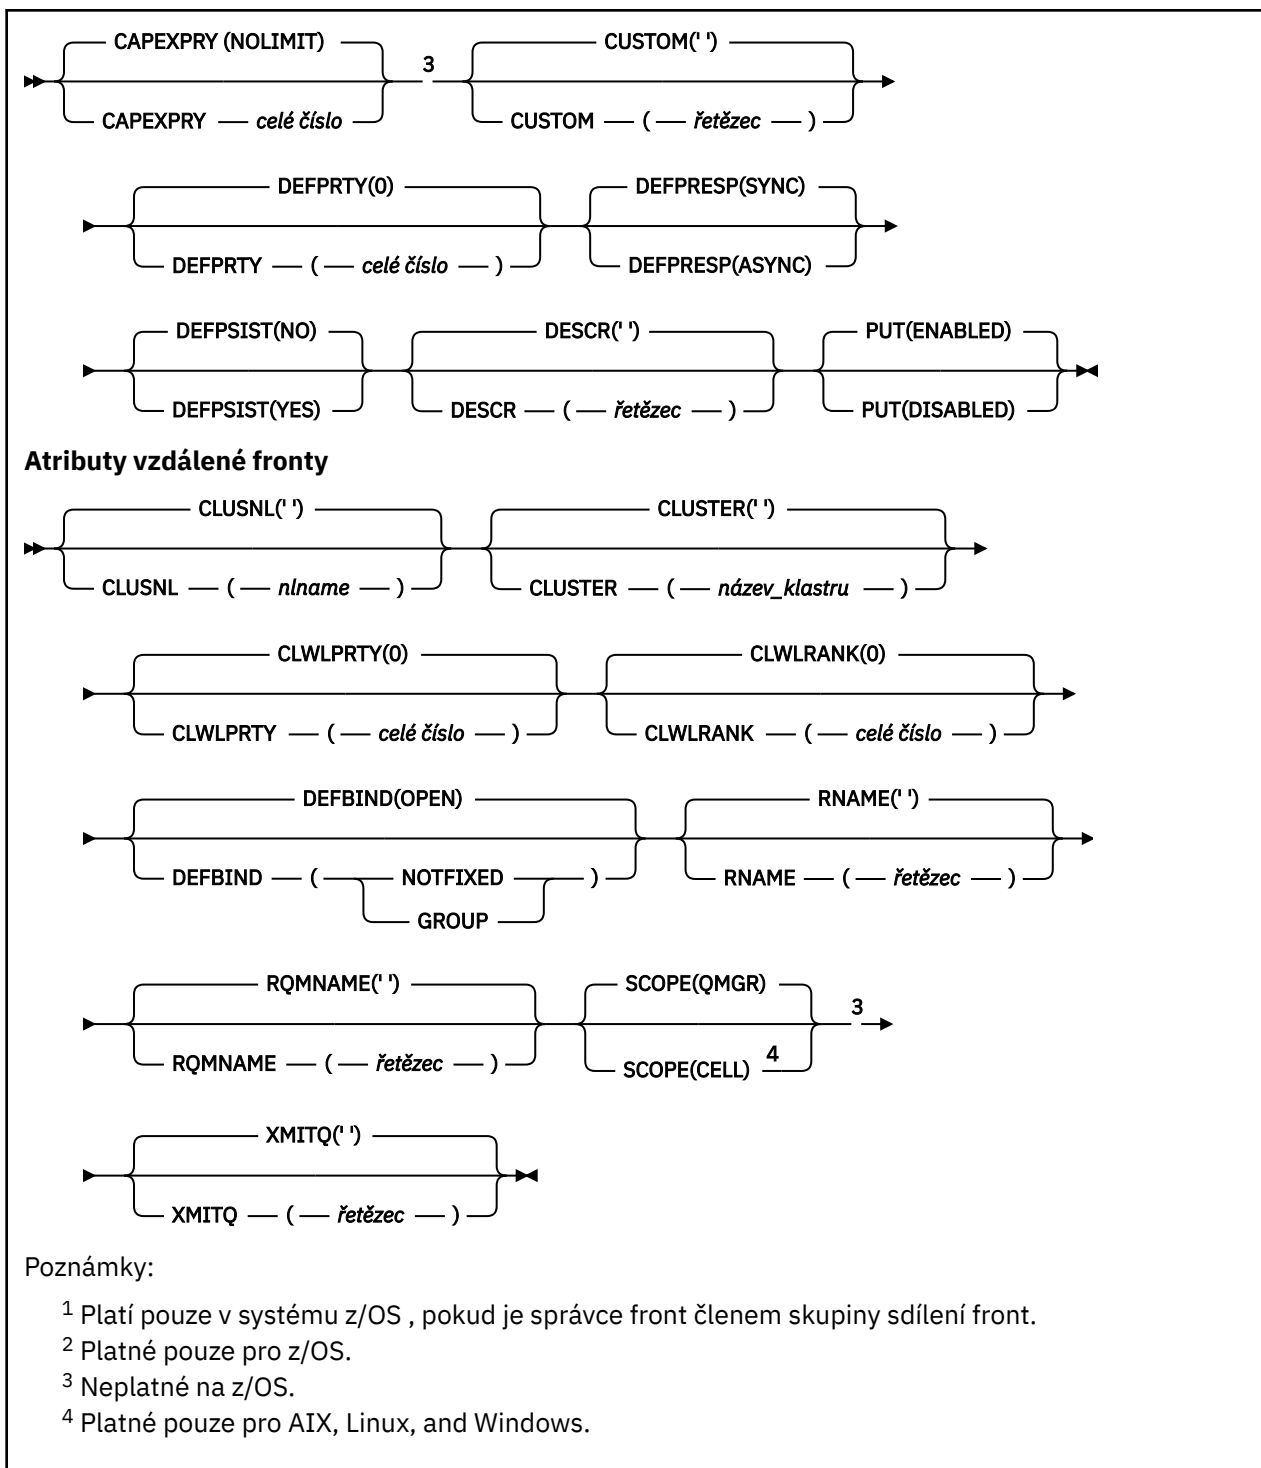 CAPEXPRY (NOLIMIT) CUSTOM(' ')
3
CAPEXPRY celé číslo CUSTOM ( řetězec )
DEFPRTY(0) DEFPRESP(SYNC)
DEFPRTY ( celé číslo ) DEFPRESP(ASYNC)
DEFPSIST(NO) DESCR(' ') PUT(ENABLED)
DEFPSIST(YES) DESCR ( řetězec ) PUT(DISABLED)
Atributy vzdálené fronty
CLUSNL(' ') CLUSTER(' ')
CLUSNL ( nlname ) CLUSTER ( název_klastru )
CLWLPRTY(0) CLWLRANK(0)
CLWLPRTY ( celé číslo ) CLWLRANK ( celé číslo )
DEFBIND(OPEN) RNAME(' ')
DEFBIND ( NOTFIXED ) RNAME ( řetězec )
GROUP
RQMNAME(' ') SCOPE(QMGR)
3
RQMNAME ( řetězec ) SCOPE(CELL) 4
XMITQ(' ')
XMITQ ( řetězec )
Poznámky:
1 Platí pouze v systému z/OS , pokud je správce front členem skupiny sdílení front.
2 Platné pouze pro z/OS.
3 Neplatné na z/OS.
4 Platné pouze pro AIX, Linux, and Windows.